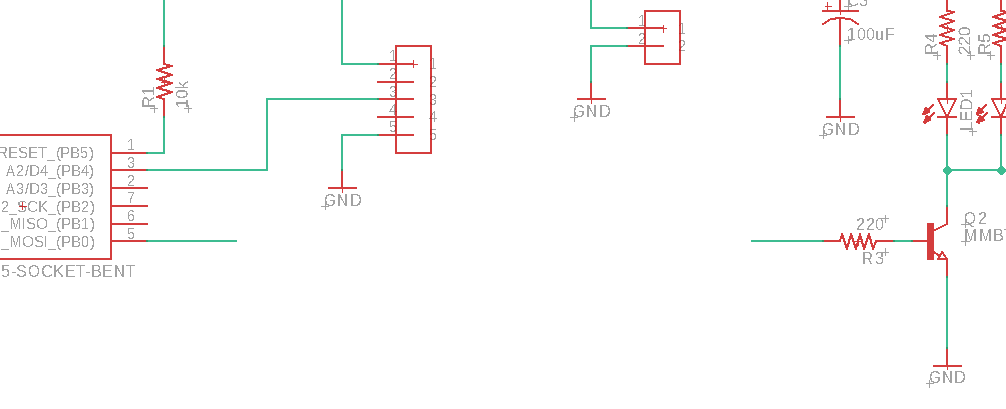 C3
100uF
GND
R4
220
R5
LED1
1
2
1
2
GND
R1
10k
1
2
3
4
5
1
2
3
4
5
GND
RESET_(PB5) 1
A2/D4_(PB4) 3
A3/D3_(PB3) 2
2_SCK_(PB2) 7
_MISO_(PB1) 6
_MOSI_(PB0) 5
5-SOCKET-BENT
220
R3
Q2
MMBT
GND